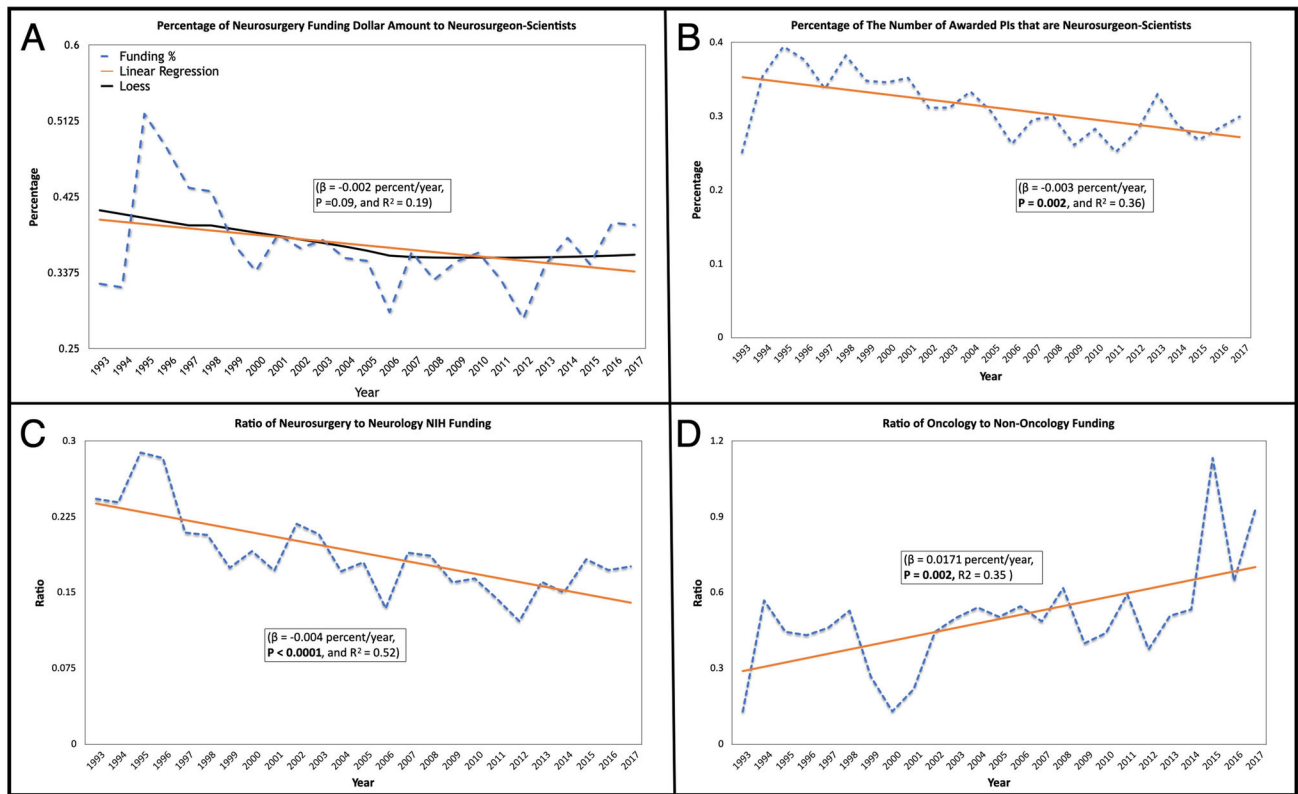 A
Percentage of Neurosurgery Funding Dollar Amount to Neurosurgeon-Scientists
0.6
Funding %
Linear Regression
Loess
0.5125
0.425
0.3375
0.25
Percentage
(β = -0.002 percent/year,
P =0.09, and R² = 0.19)
1993 1994 1995 1996 1997 1998 1999 2000 2001 2002 2003 2004 2005 2006 2007 2008 2009 2010 2011 2012 2013 2014 2015 2016 2017
Year
B
Percentage of The Number of Awarded PIs that are Neurosurgeon-Scientists
0.4
0.3
0.2
0.1
0
Percentage
(β = -0.003 percent/year,
P = 0.002, and R² = 0.36)
1993 1994 1995 1996 1997 1998 1999 2000 2001 2002 2003 2004 2005 2006 2007 2008 2009 2010 2011 2012 2013 2014 2015 2016 2017
Year
C
Ratio of Neurosurgery to Neurology NIH Funding
0.3
0.225
0.15
0.075
0
Ratio
(β = -0.004 percent/year,
P < 0.0001, and R² = 0.52)
1993 1994 1995 1996 1997 1998 1999 2000 2001 2002 2003 2004 2005 2006 2007 2008 2009 2010 2011 2012 2013 2014 2015 2016 2017
Year
D
Ratio of Oncology to Non-Oncology Funding
1.2
0.9
0.6
0.3
0
Ratio
(β = 0.0171 percent/year,
P = 0.002, R2 = 0.35 )
1993 1994 1995 1996 1997 1998 1999 2000 2001 2002 2003 2004 2005 2006 2007 2008 2009 2010 2011 2012 2013 2014 2015 2016 2017
Year